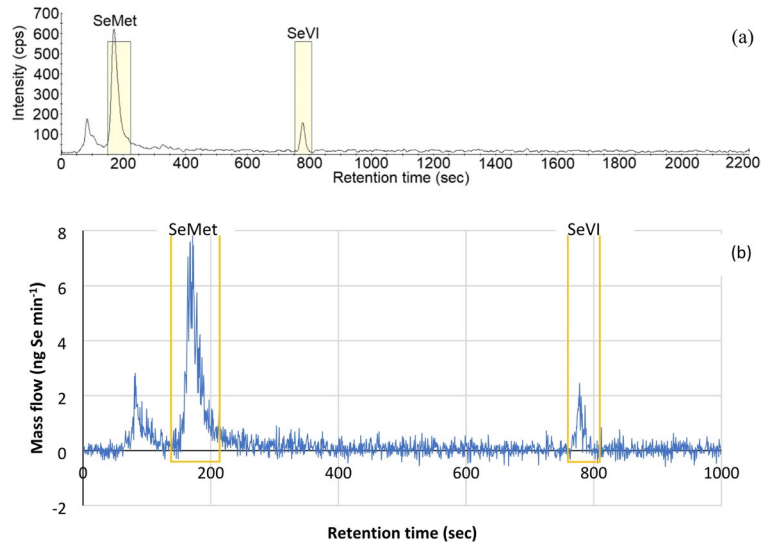 SeMet
SeVI
(a)
700
600
500
400
300
200
100
Intensity (cps)
0 200 400 600 800 1000 1200 1400 1600 1800 2000 2200
Retention time (sec)
SeMet
SeVI
(b)
8
6
4
2
0
-2
Mass flow (ng Se min⁻¹)
0 200 400 600 800 1000
Retention time (sec)